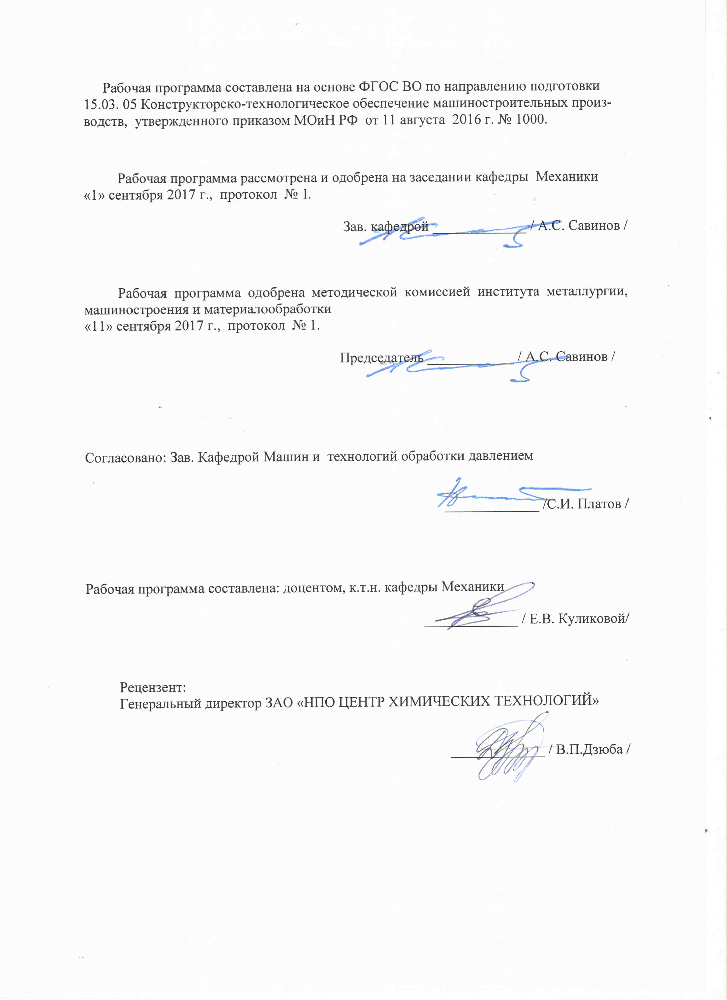 Рабочая программа составлена на основе ФГОС ВО по направлению подготовки
15.03. 05 Конструкторско-технологическое обеспечение машиностроительных произ-
водств, утвержденного приказом МОиН РФ от 11 августа 2016 г. № 1000.
Рабочая программа рассмотрена и одобрена на заседании кафедры Механики
«1» сентября 2017 г., протокол № 1.
Зав. кафедрой _____________ / А.С. Савинов /
Рабочая программа одобрена методической комиссией института металлургии,
машиностроения и материалообработки
«11» сентября 2017 г., протокол № 1.
Председатель ____________ / А.С. Савинов /
Согласовано: Зав. Кафедрой Машин и технологий обработки давлением
_____________ /С.И. Платов /
Рабочая программа составлена: доцентом, к.т.н. кафедры Механики
_____________ / Е.В. Куликовой/
Рецензент:
Генеральный директор ЗАО «НПО ЦЕНТР ХИМИЧЕСКИХ ТЕХНОЛОГИЙ»
_____________ / В.П.Дзюба /